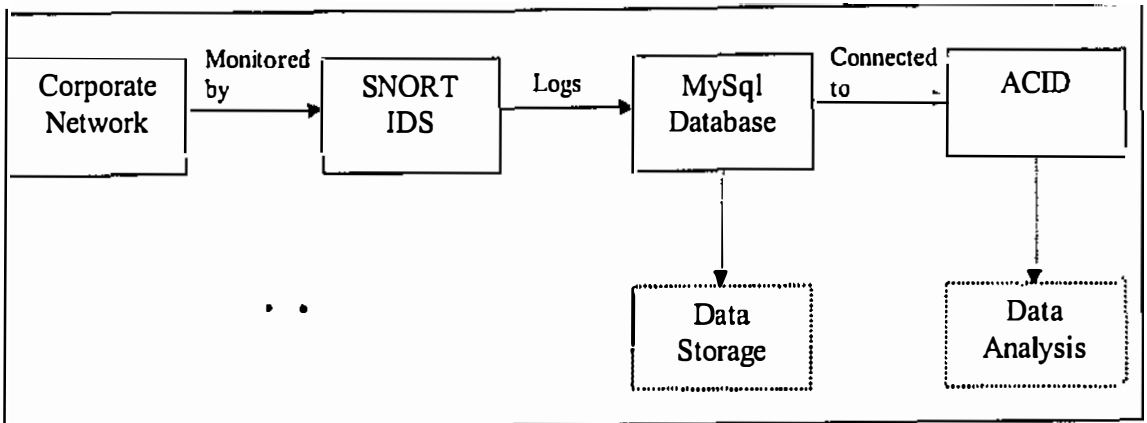 Corporate
Network
Monitored
by
SNORT
IDS
Logs
MySql
Database
Connected
to
ACID
Data
Storage
Data
Analysis